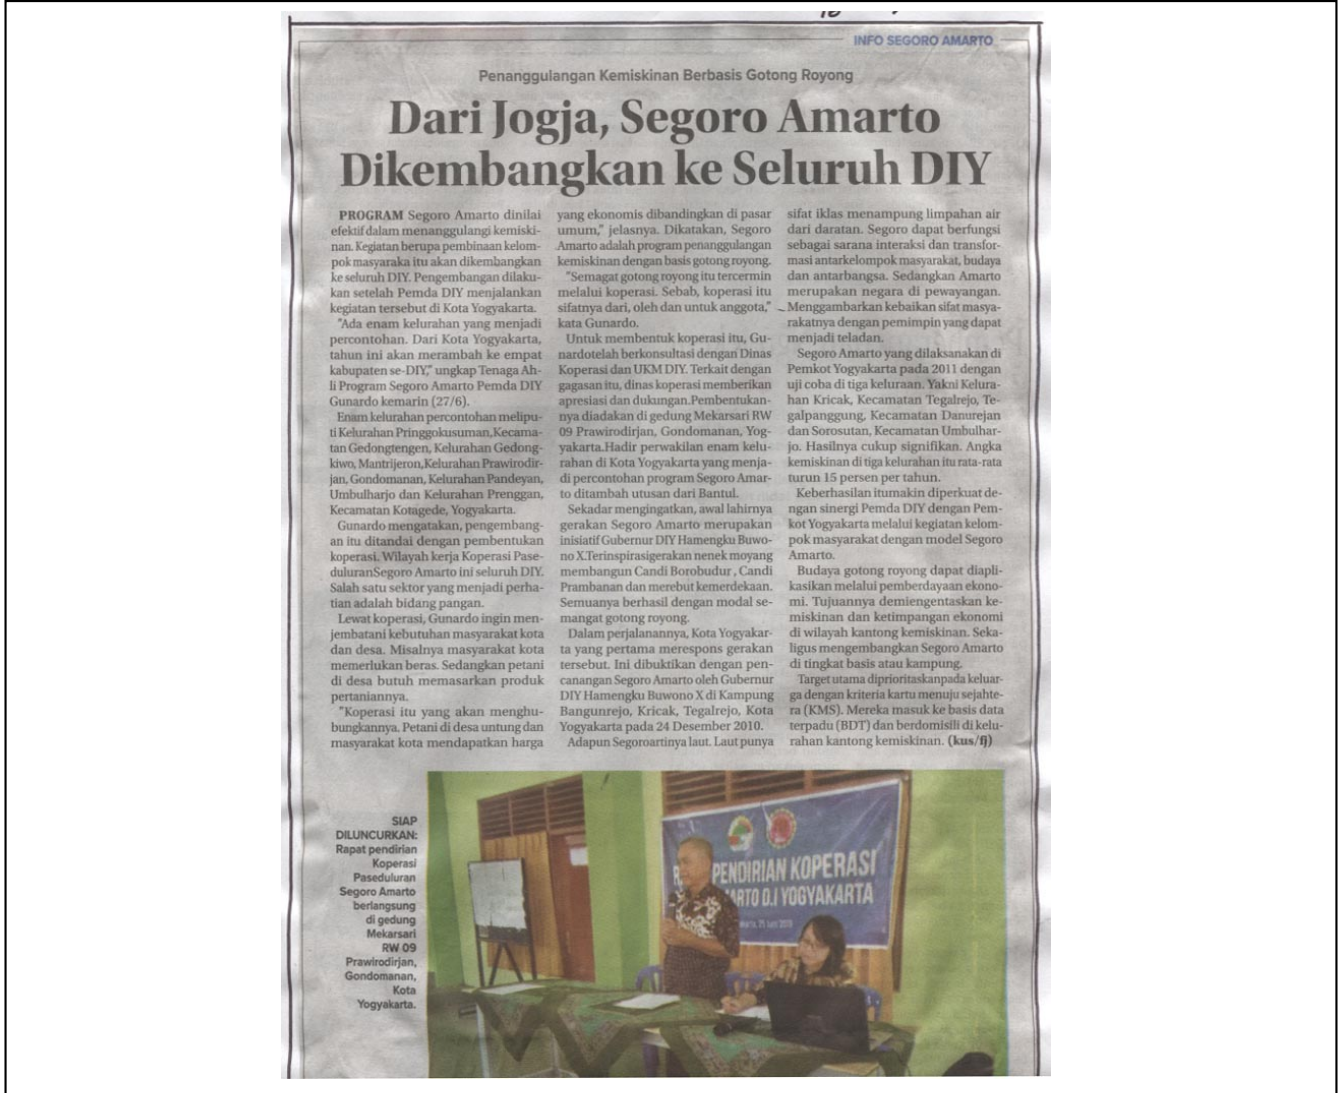 INFO SEGORO AMARTO
Penanggulangan Kemiskinan Berbasis Gotong Royong
Dari Jogja, Segoro Amarto
Dikembangkan ke Seluruh DIY
PROGRAM Segoro Amarto dinilai
efektif dalam menanggulangi kemiski-
nan. Kegiatan berupa pembinaan kelom-
pok masyaraka itu akan dikembangkan
ke seluruh DIY. Pengembangan dilaku-
kan setelah Pemda DIY menjalankan
kegiatan tersebut di Kota Yogyakarta.
"Ada enam kelurahan yang menjadi
percontohan. Dari Kota Yogyakarta,
tahun ini akan merambah ke empat
kabupaten se-DIY," ungkap Tenaga Ah-
li Program Segoro Amarto Pemda DIY
Gunardo kemarin (27/6).
Enam kelurahan percontohan melipu-
ti Kelurahan Pringgokusuman,Kecama-
tan Gedongtengen, Kelurahan Gedong-
kiwo, Mantrijeron,Kelurahan Prawirodir-
jan, Gondomanan, Kelurahan Pandeyan,
Umbulharjo dan Kelurahan Prenggan,
Kecamatan Kotagede, Yogyakarta.
Gunardo mengatakan, pengembang-
an itu ditandai dengan pembentukan
koperasi. Wilayah kerja Koperasi Pase-
duluranSegoro Amarto ini seluruh DIY.
Salah satu sektor yang menjadi perha-
tian adalah bidang pangan.
Lewat koperasi, Gunardo ingin men-
jembatani kebutuhan masyarakat kota
dan desa. Misalnya masyarakat kota
memerlukan beras. Sedangkan petani
di desa butuh memasarkan produk
pertaniannya.
"Koperasi itu yang akan menghu-
bungkannya. Petani di desa untung dan
masyarakat kota mendapatkan harga
yang ekonomis dibandingkan di pasar
umum," jelasnya. Dikatakan, Segoro
Amarto adalah program penanggulangan
kemiskinan dengan basis gotong royong.
"Semagat gotong royong itu tercermin
melalui koperasi. Sebab, koperasi itu
sifatnya dari, oleh dan untuk anggota,"
kata Gunardo.
Untuk membentuk koperasi itu, Gu-
nardotelah berkonsultasi dengan Dinas
Koperasi dan UKM DIY. Terkait dengan
gagasan itu, dinas koperasi memberikan
apresiasi dan dukungan.Pembentukan-
nya diadakan di gedung Mekarsari RW
09 Prawirodirjan, Gondomanan, Yog-
yakarta.Hadir perwakilan enam kelu-
rahan di Kota Yogyakarta yang menja-
di percontohan program Segoro Amar-
to ditambah utusan dari Bantul.
Sekadar mengingatkan, awal lahirnya
gerakan Segoro Amarto merupakan
inisiatif Gubernur DIY Hamengku Buwo-
no X.Terinspirasigerakan nenek moyang
membangun Candi Borobudur , Candi
Prambanan dan merebut kemerdekaan.
Semuanya berhasil dengan modal se-
mangat gotong royong.
Dalam perjalanannya, Kota Yogyakar-
ta yang pertama merespons gerakan
tersebut. Ini dibuktikan dengan pen-
canangan Segoro Amarto oleh Gubernur
DIY Hamengku Buwono X di Kampung
Bangunrejo, Kricak, Tegalrejo, Kota
Yogyakarta pada 24 Desember 2010.
Adapun Segoroartinya laut. Laut punya
sifat iklas menampung limpahan air
dari daratan. Segoro dapat berfungsi
sebagai sarana interaksi dan transfor-
masi antarkelompok masyarakat, budaya
dan antarbangsa. Sedangkan Amarto
merupakan negara di pewayangan.
Menggambarkan kebaikan sifat masya-
rakatnya dengan pemimpin yang dapat
menjadi teladan.
Segoro Amarto yang dilaksanakan di
Pemkot Yogyakarta pada 2011 dengan
uji coba di tiga keluraan. Yakni Kelura-
han Kricak, Kecamatan Tegalrejo, Te-
galpanggung, Kecamatan Danurejan
dan Sorosutan, Kecamatan Umbulhar-
jo. Hasilnya cukup signifikan. Angka
kemiskinan di tiga kelurahan itu rata-rata
turun 15 persen per tahun.
Keberhasilan itumakin diperkuat de-
ngan sinergi Pemda DIY dengan Pem-
kot Yogyakarta melalui kegiatan kelom-
pok masyarakat dengan model Segoro
Amarto.
Budaya gotong royong dapat diapli-
kasikan melalui pemberdayaan ekono-
mi. Tujuannya demiengentaskan ke-
miskinan dan ketimpangan ekonomi
di wilayah kantong kemiskinan. Seka-
ligus mengembangkan Segoro Amarto
di tingkat basis atau kampung.
Target utama diprioritaskanpada keluar-
ga dengan kriteria kartu menuju sejahte-
ra (KMS). Mereka masuk ke basis data
terpadu (BDT) dan berdomisili di kelu-
rahan kantong kemiskinan. (kus/fj)
SIAP
DILUNCURKAN:
Rapat pendirian
Koperasi
Paseduluran
Segoro Amarto
berlangsung
di gedung
Mekarsari
RW 09
Prawirodirjan,
Gondomanan,
Kota
Yogyakarta.
PENDIRIAN KOPERASI
ARTO D.I YOGYAKARTA